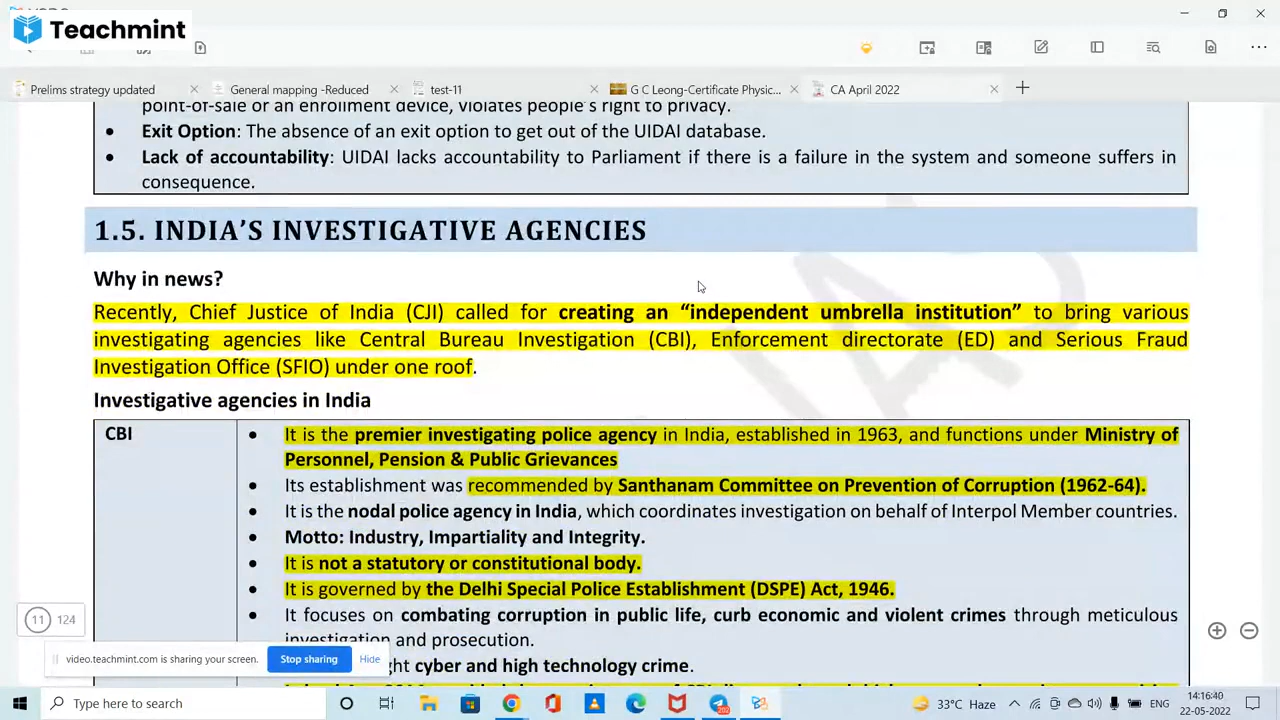 Teachmint
Prelims strategy updated
General mapping -Reduced
test-11
G C Leong-Certificate Physic...
CA April 2022
point-of-sale or an enrollment device, violates people's right to privacy.
• Exit Option: The absence of an exit option to get out of the UIDAI database.
• Lack of accountability: UIDAI lacks accountability to Parliament if there is a failure in the system and someone suffers in
consequence.
1.5. INDIA'S INVESTIGATIVE AGENCIES
Why in news?
Recently, Chief Justice of India (CJI) called for creating an “independent umbrella institution” to bring various
investigating agencies like Central Bureau Investigation (CBI), Enforcement directorate (ED) and Serious Fraud
Investigation Office (SFIO) under one roof.
Investigative agencies in India
CBI
• It is the premier investigating police agency in India, established in 1963, and functions under Ministry of
Personnel, Pension & Public Grievances
• Its establishment was recommended by Santhanam Committee on Prevention of Corruption (1962-64).
• It is the nodal police agency in India, which coordinates investigation on behalf of Interpol Member countries.
• Motto: Industry, Impartiality and Integrity.
• It is not a statutory or constitutional body.
• It is governed by the Delhi Special Police Establishment (DSPE) Act, 1946.
• It focuses on combating corruption in public life, curb economic and violent crimes through meticulous
investigation and prosecution.
ght cyber and high technology crime.
11 124
video.teachmint.com is sharing your screen.
Stop sharing
Hide
Type here to search
202
33°C Haze
ENG
14:16:40
22-05-2022